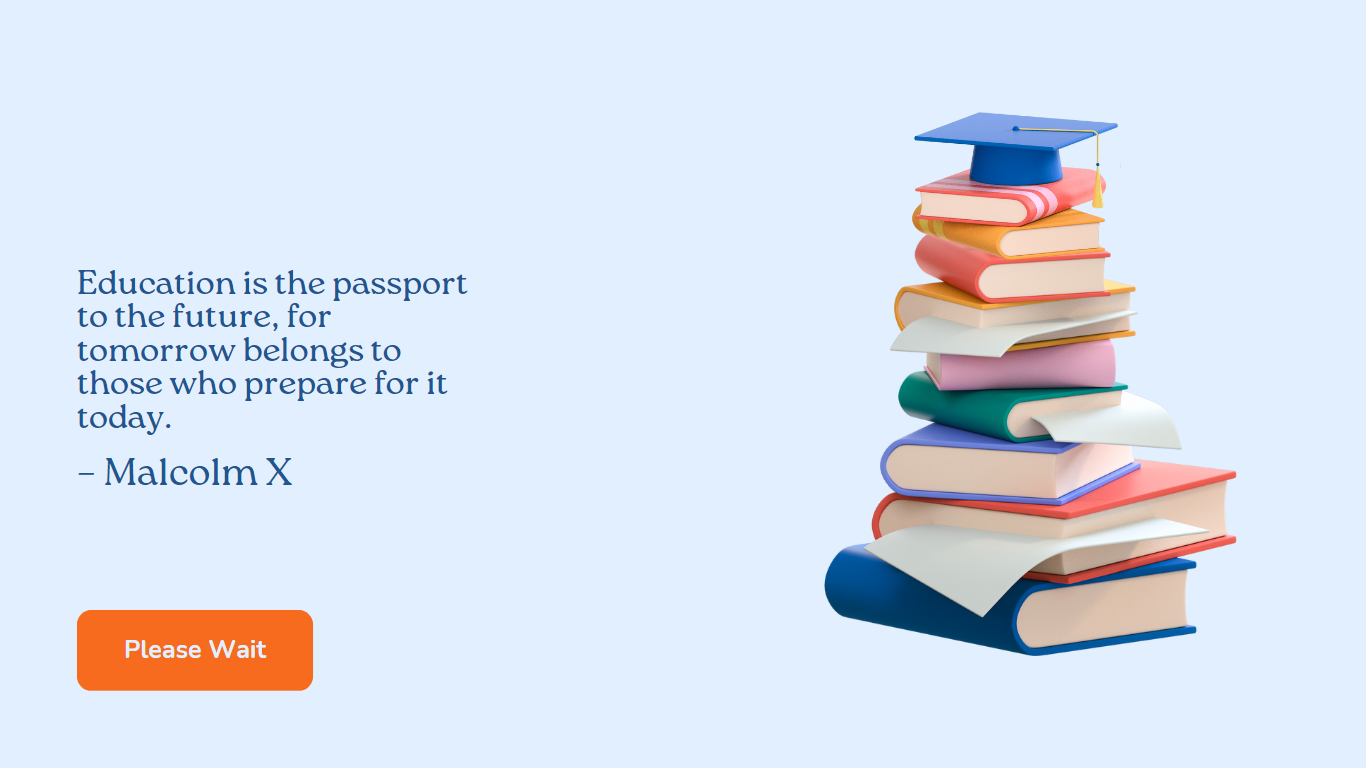 Education is the passport
to the future, for
tomorrow belongs to
those who prepare for it
today.
– Malcolm X
Please Wait